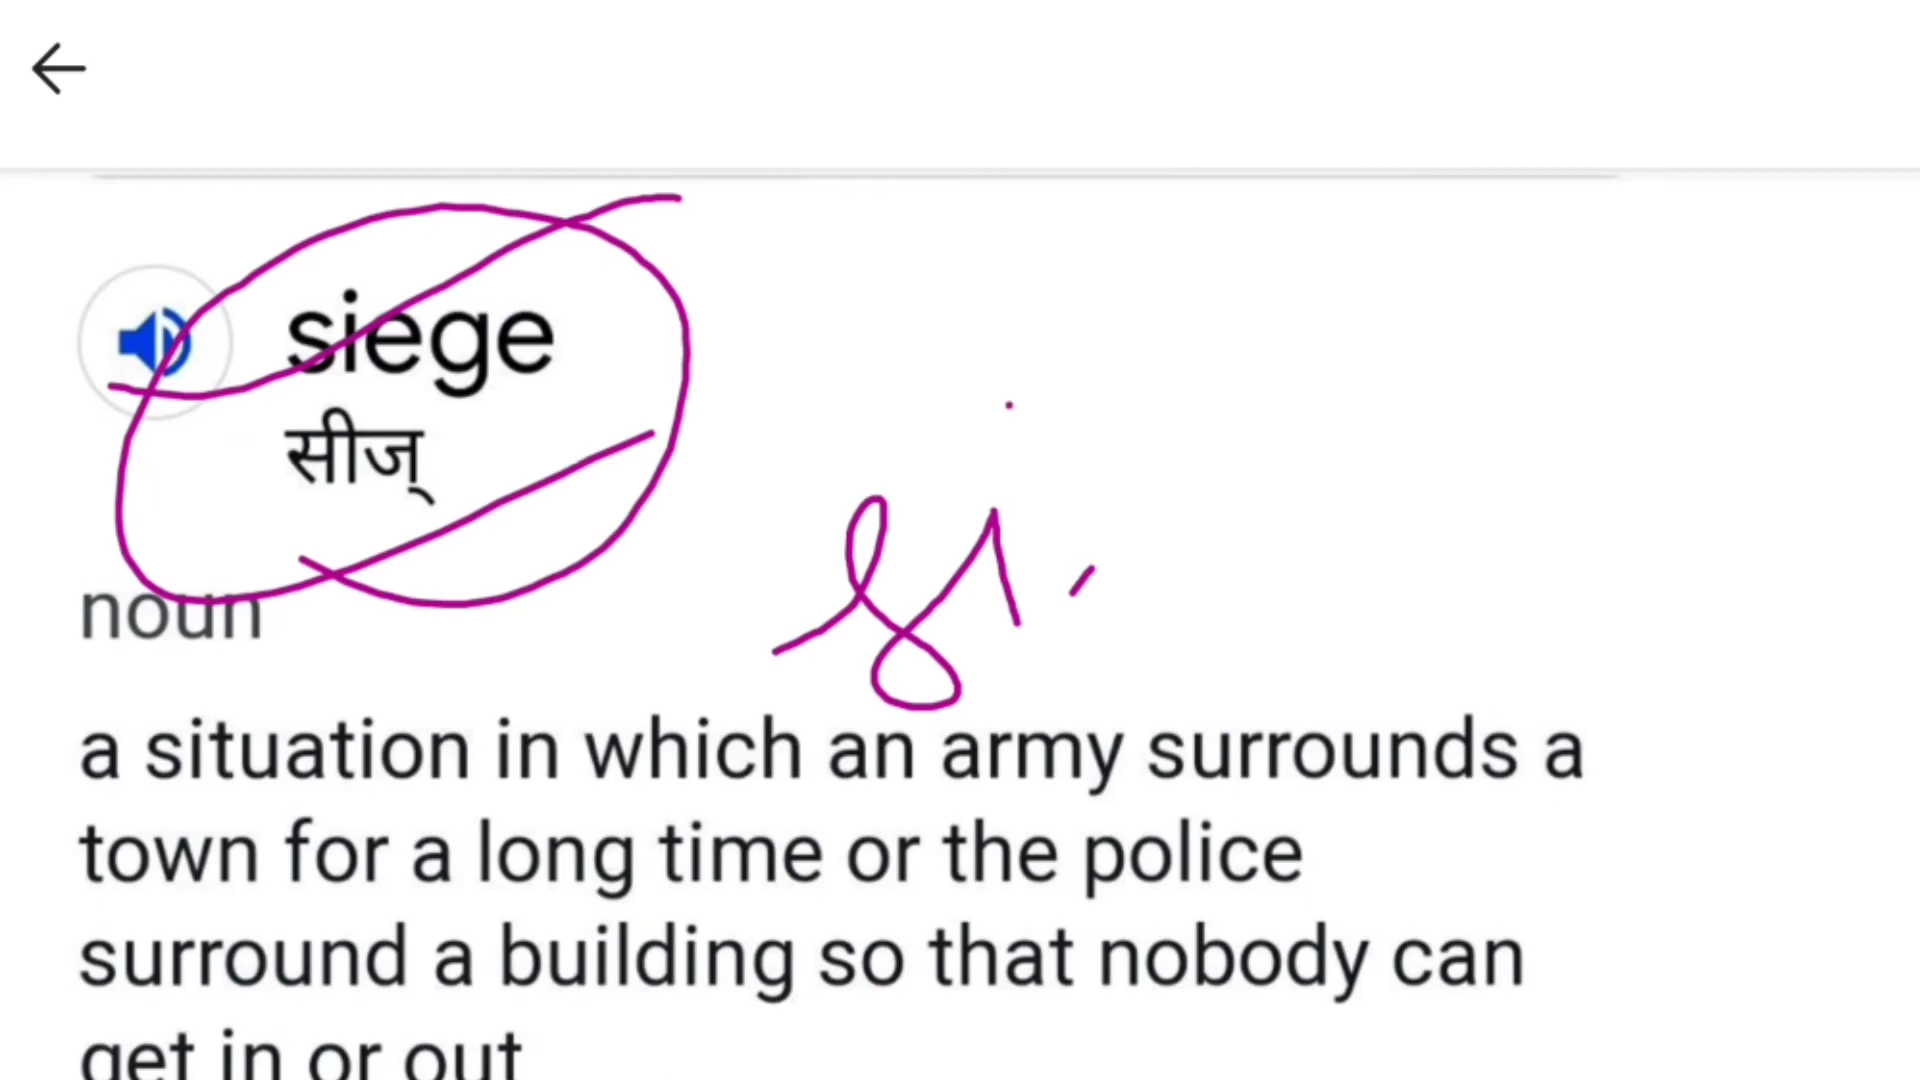 siege
सीज्
noun
a situation in which an army surrounds a
town for a long time or the police
surround a building so that nobody can
get in or out